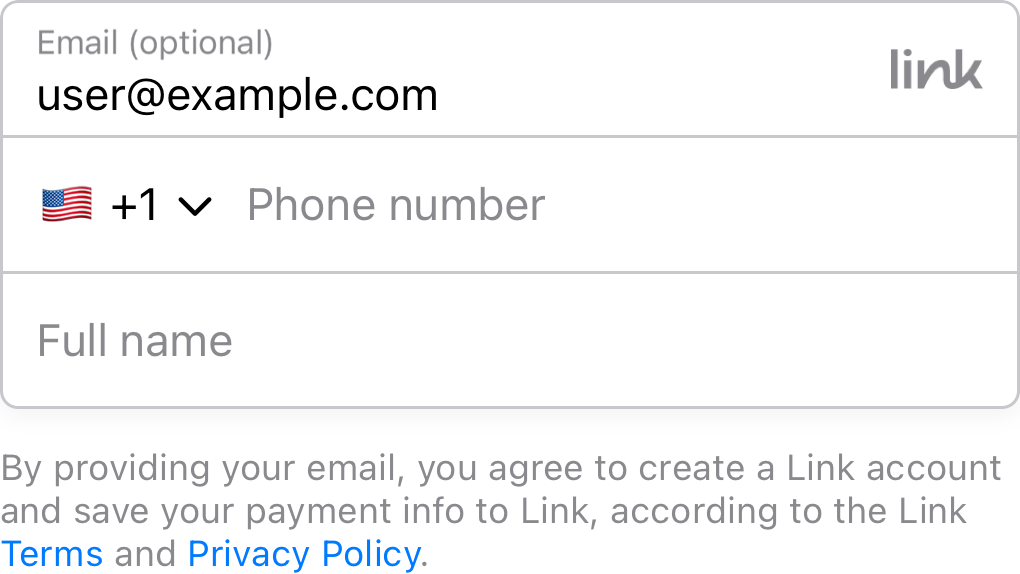 Email (optional)
link
user@example.com
+1 Phone number
Full name
By providing your email, you agree to create a Link account
and save your payment info to Link, according to the Link
Terms and Privacy Policy.